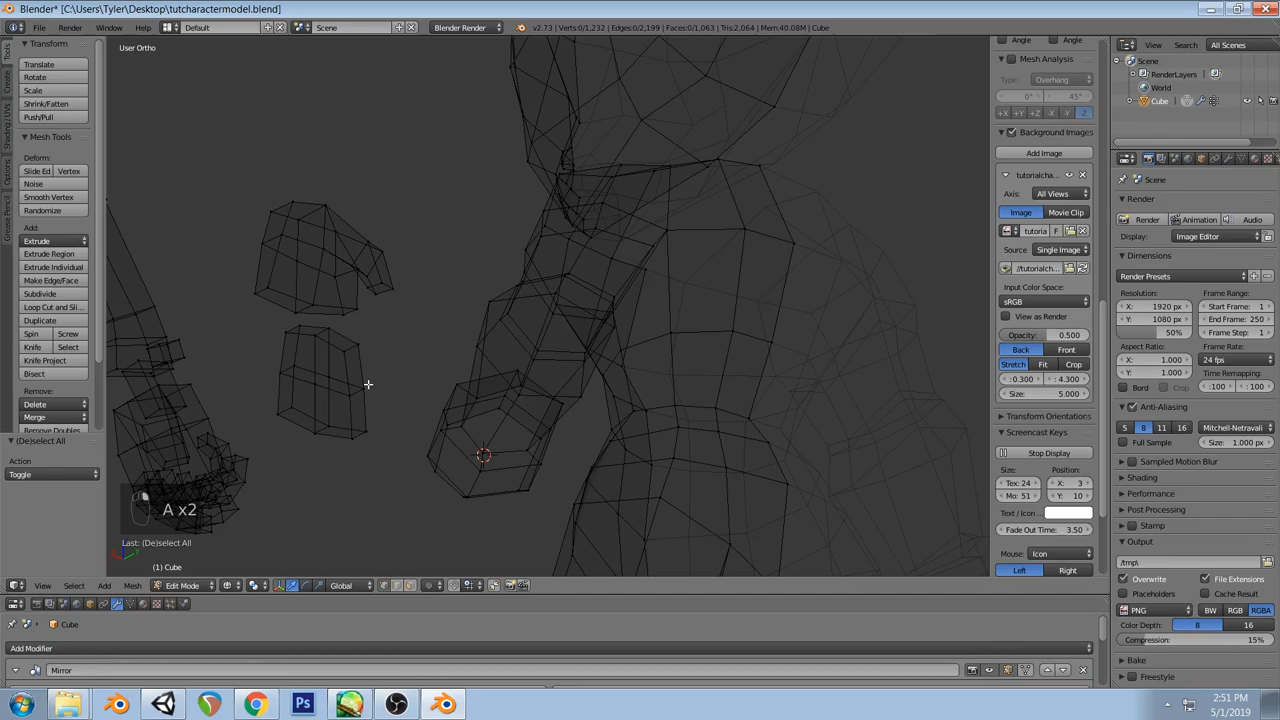 Blender* [C:\Users\Tyler\Desktop\tutcharactermodel.blend]
File Render Window Help Default Scene Blender Render v2.73 | Verts:0/1,232 | Edges:0/2,199 | Faces:0/1,063 | Tris:2,064 | Mem:40.08M | Cube
Tools
Create
Shading / UVs
Options
Grease Pencil
Transform
Translate
Rotate
Scale
Shrink/Fatten
Push/Pull
Mesh Tools
Deform:
Slide Ed Vertex
Noise
Smooth Vertex
Randomize
Add:
Extrude
Extrude Region
Extrude Individual
Make Edge/Face
Subdivide
Loop Cut and Sli...
Duplicate
Spin Screw
Knife Select
Knife Project
Bisect
Remove:
Delete
Merge
Remove Doubles
(De)select All
Action
Toggle
User Ortho
A x2
Last: (De)select All
(1) Cube
View Select Add Mesh Edit Mode Global
Cube
Add Modifier
Mirror
Angle Angle
Mesh Analysis
Type: Overhang
0° 45°
+X +Y +Z -X -Y -Z
Background Images
Add Image
tutorialcha...
Axis: All Views
Image Movie Clip
tutoria F
Source Single Image
//tutorialch...
Input Color Space:
sRGB
View as Render
Opacity: 0.500
Back Front
Stretch Fit Crop
: 0.300 : 4.300
Size: 5.000
Transform Orientations
Screencast Keys
Stop Display
Size: Position:
Tex: 24 X: 3
Mo: 51 Y: 10
Text / Icon ...
Fade Out Time: 3.50
Mouse: Icon
Left Right
View Search All Scenes
Scene
RenderLayers
World
Cube
Scene
Render
Render Animation Audio
Display: Image Editor
Dimensions
Render Presets
Resolution: Frame Range:
X: 1920 px Start Frame: 1
Y: 1080 px End Frame: 250
50% Frame Step: 1
Aspect Ratio: Frame Rate:
X: 1.000 24 fps
Y: 1.000 Time Remapping:
Bord Crop :100 :100
Anti-Aliasing
5 8 11 16 Mitchell-Netravali
Full Sample Size: 1.000 px
Sampled Motion Blur
Shading
Performance
Post Processing
Stamp
Output
/tmp\
Overwrite File Extensions
Placeholders Cache Result
PNG BW RGB RGBA
Color Depth: 8 16
Compression: 15%
Bake
Freestyle
Ps
2:51 PM
5/1/2019